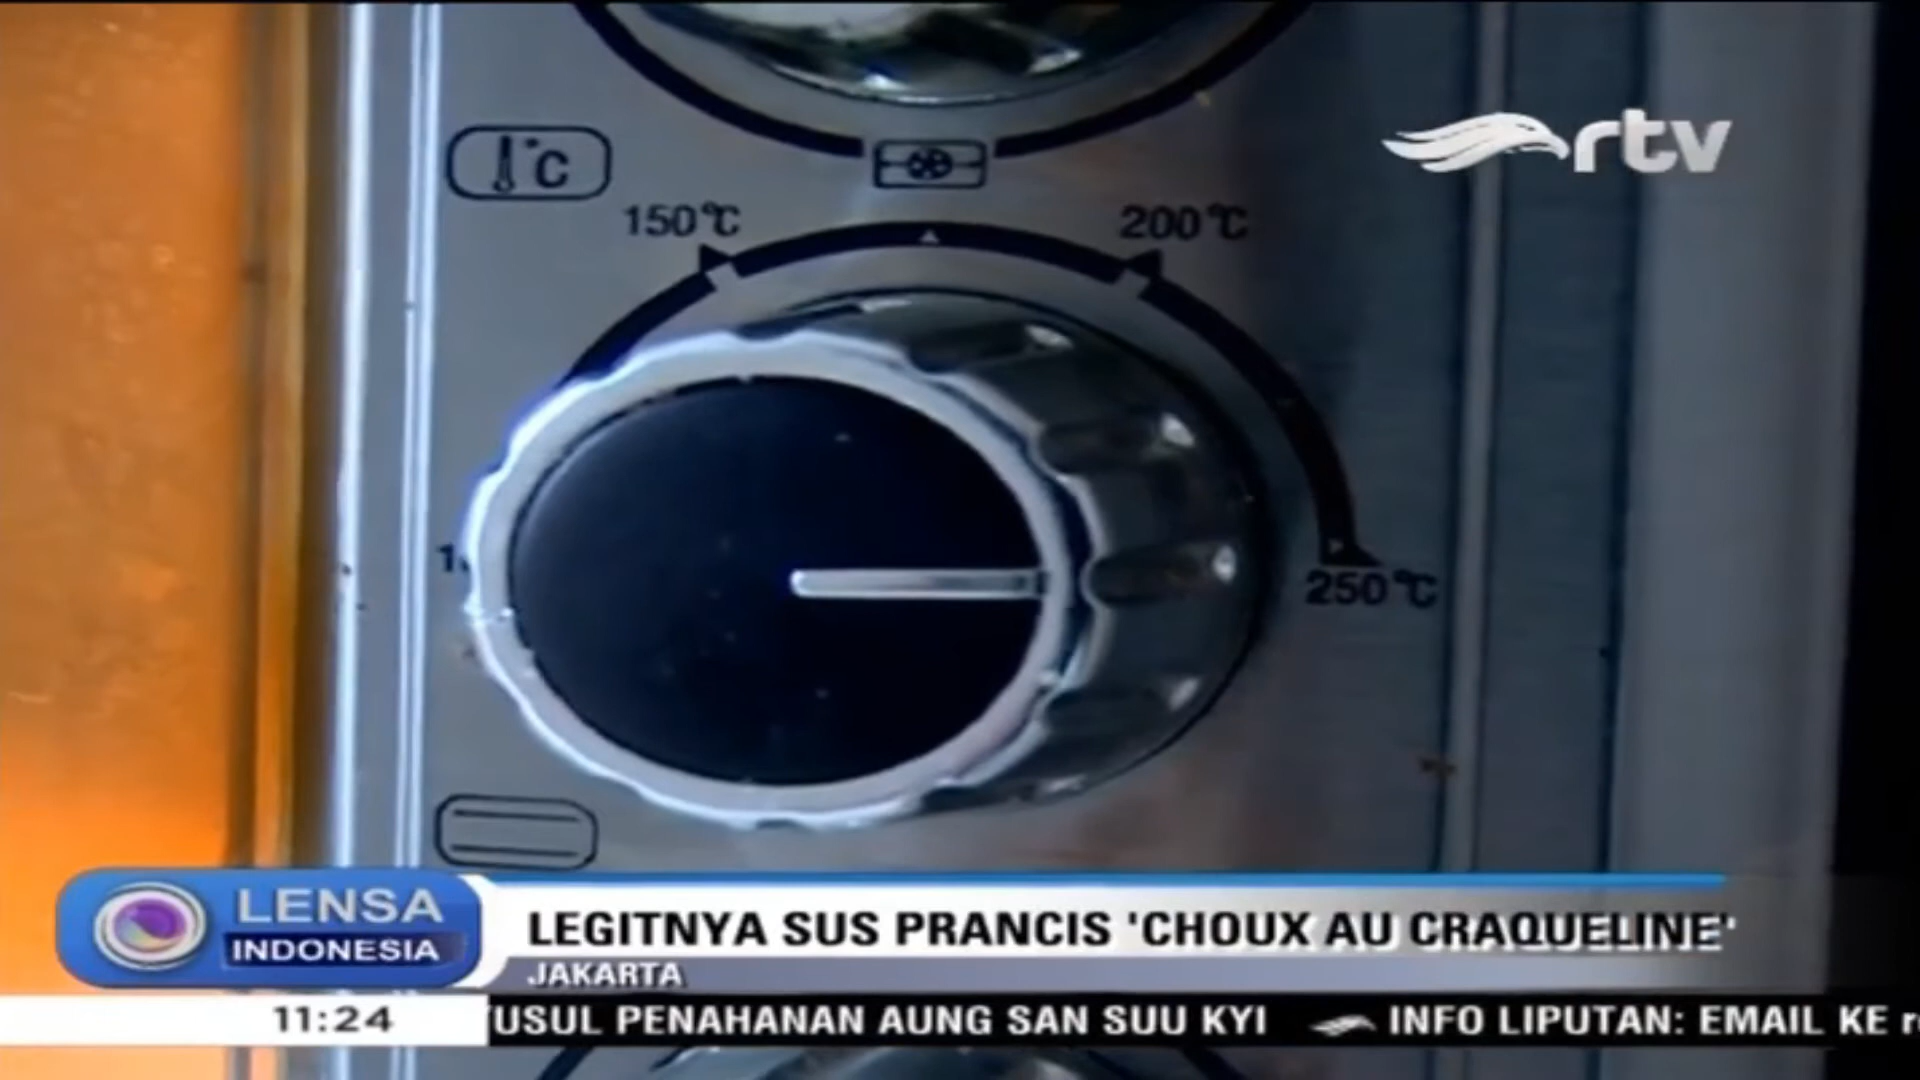 rtv
°C
150°C
200°C
250°C
LENSA
INDONESIA
LEGITNYA SUS PRANCIS 'CHOUX AU CRAQUELINE'
JAKARTA
11:24
USUL PENAHANAN AUNG SAN SUU KYI
INFO LIPUTAN: EMAIL KE